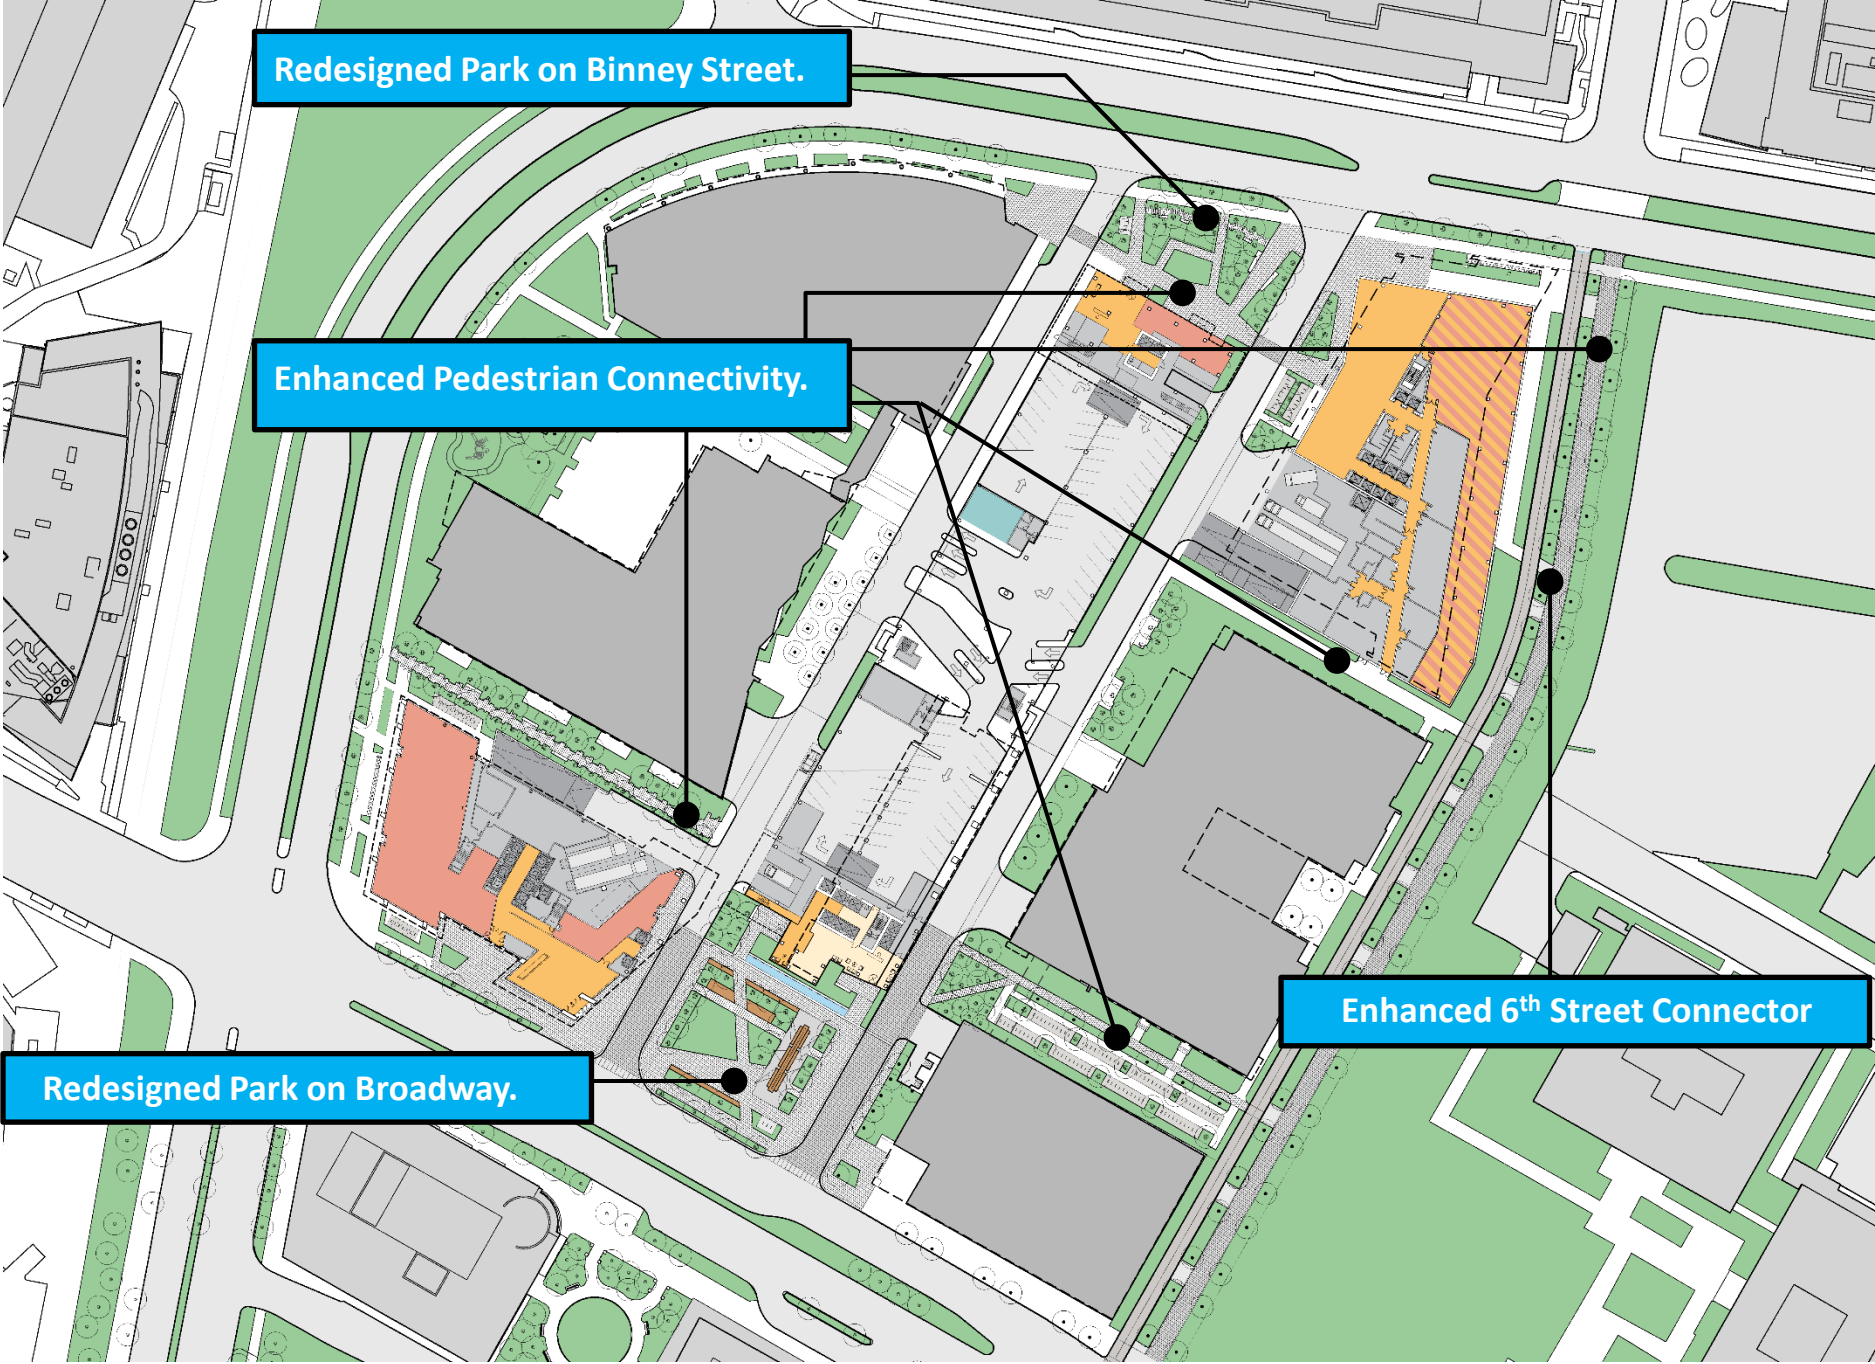 Redesigned Park on Binney Street.
Enhanced Pedestrian Connectivity.
Enhanced 6th Street Connector
Redesigned Park on Broadway.